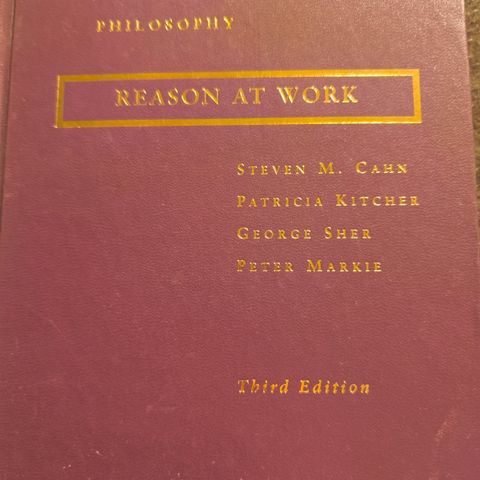 PHILOSOPHY
REASON AT WORK
STEVEN M. CAHN
PATRICIA KITCHER
GEORGE SHER
PETER MARKIE
Third Edition